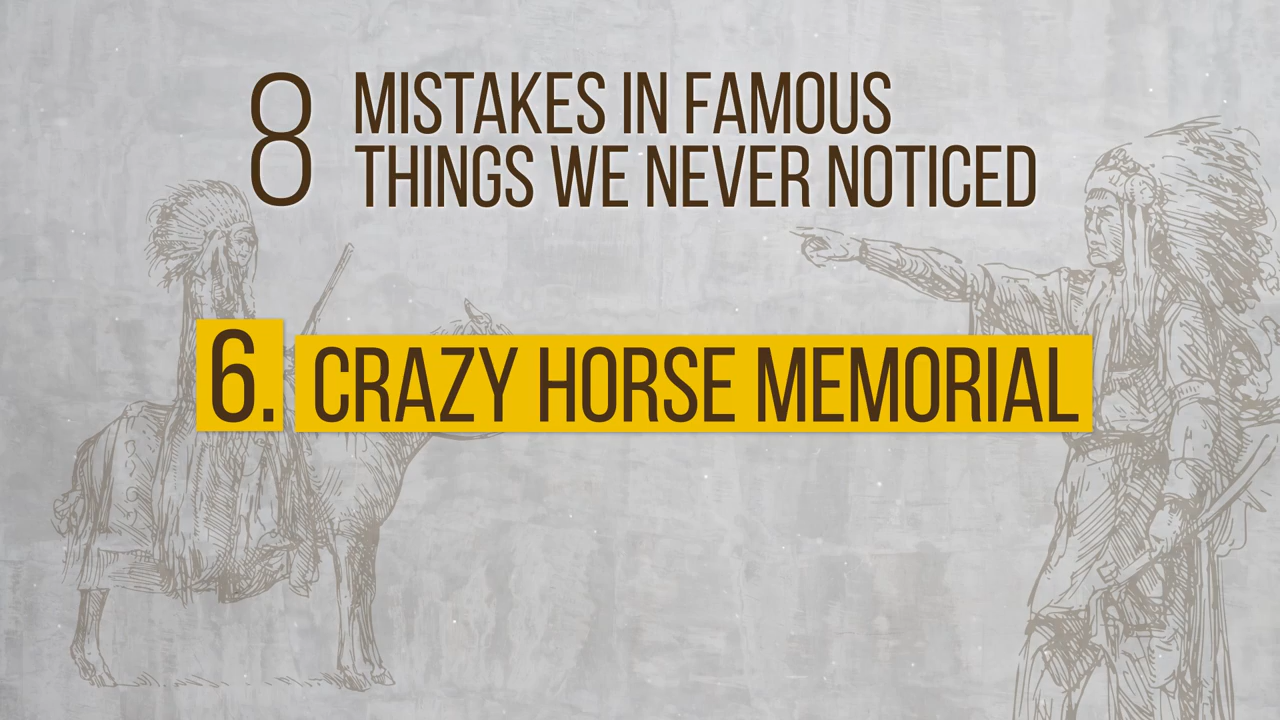 8 MISTAKES IN FAMOUS
THINGS WE NEVER NOTICED
6. CRAZY HORSE MEMORIAL